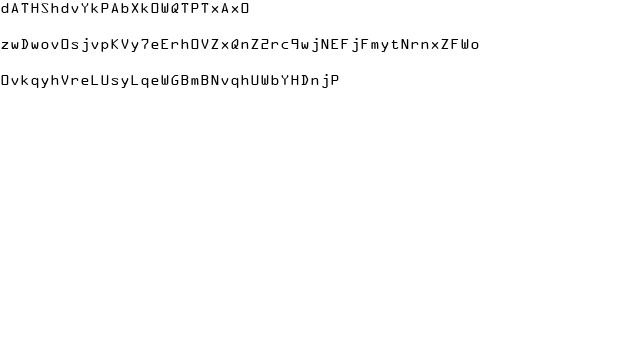 dATHShdvYkPAbXkOWQTPTxAxO
zwDwovOsjvpKVy7eErhOVZxQnZ2rc9wjNEFjFmytNrnxZFWo
OvkqyhVreLUsyLqeWGBmBNvqhUWbYHDnjP